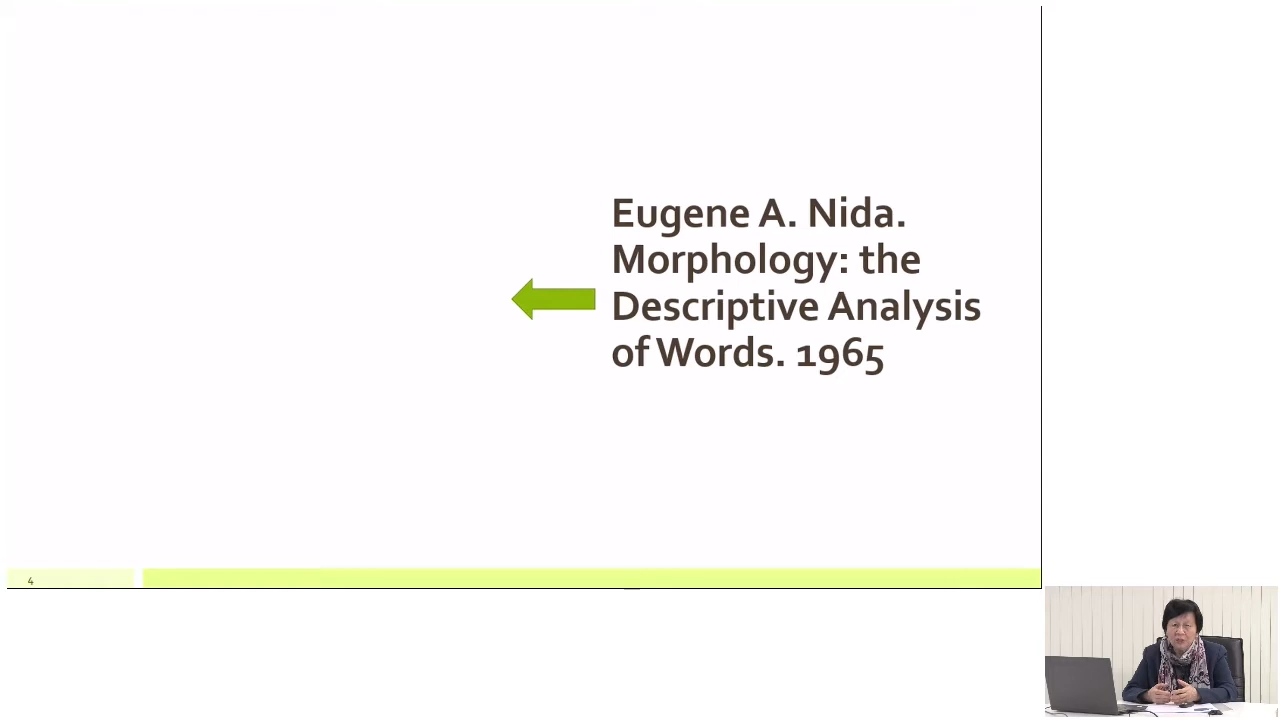 Eugene A. Nida.
Morphology: the
Descriptive Analysis
of Words. 1965
4